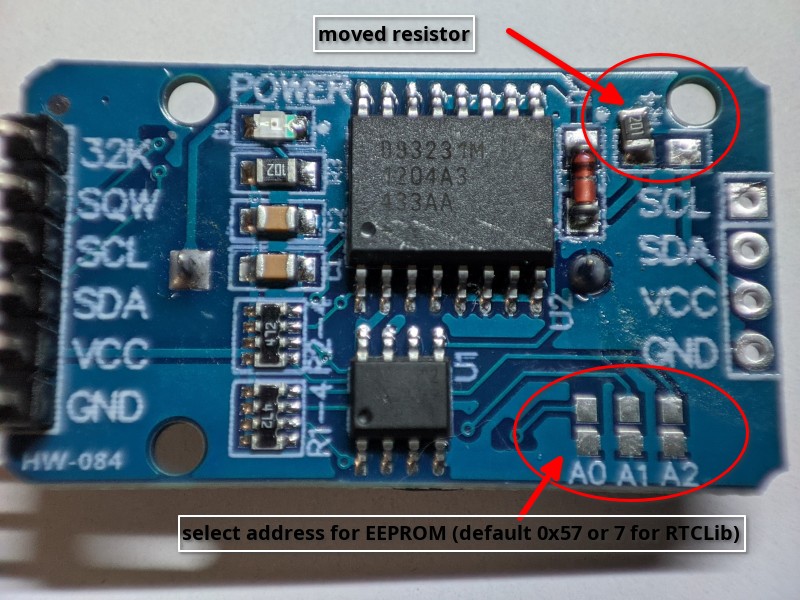 moved resistor
POWER
201
32K
102
DS3231M
SCL
SQW
1204A3
433AA
SCL
SDA
SDA
VCC
472
U2
VCC
R2-4
U1
GND
GND
472
R1-4
HW-084
A0 A1 A2
select address for EEPROM (default 0x57 or 7 for RTCLib)